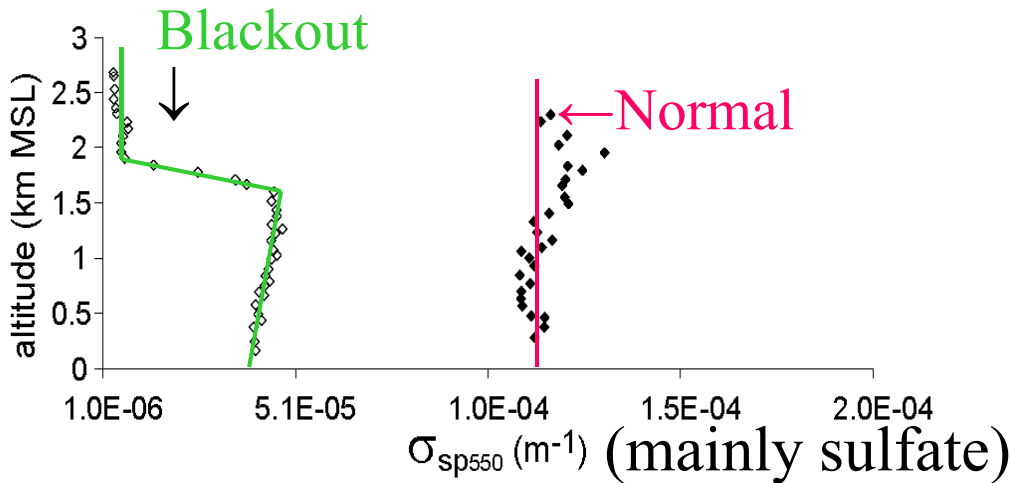 Blackout
Normal
altitude (km MSL)
3
2.5
2
1.5
1
0.5
0
1.0E-06 5.1E-05 1.0E-04 1.5E-04 2.0E-04
σsp550 (m-1) (mainly sulfate)